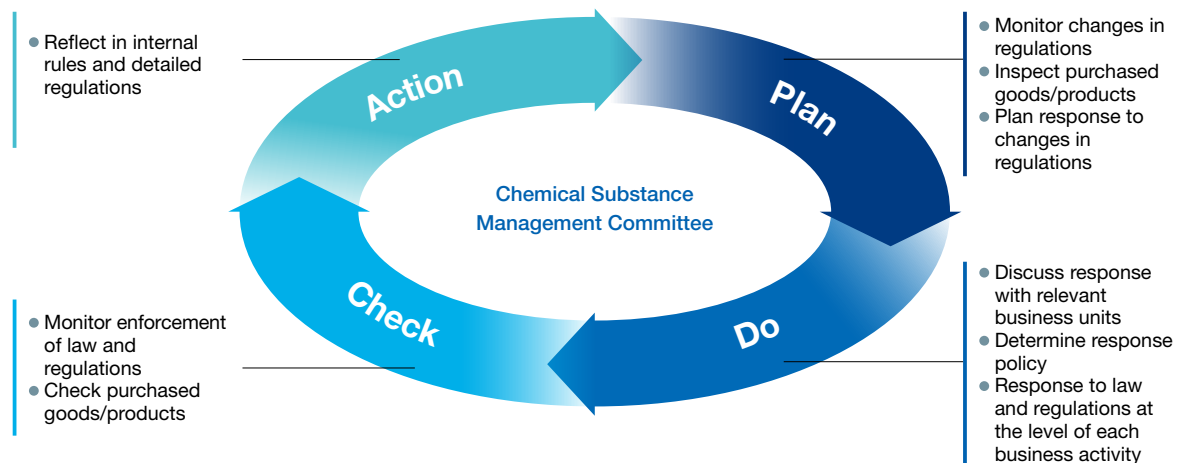 ● Reflect in internal
rules and detailed
regulations
Action
Plan
● Monitor changes in
regulations
● Inspect purchased
goods/products
● Plan response to
changes in
regulations
Chemical Substance
Management Committee
● Monitor enforcement
of law and
regulations
● Check purchased
goods/products
Check
Do
● Discuss response
with relevant
business units
● Determine response
policy
● Response to law
and regulations at
the level of each
business activity